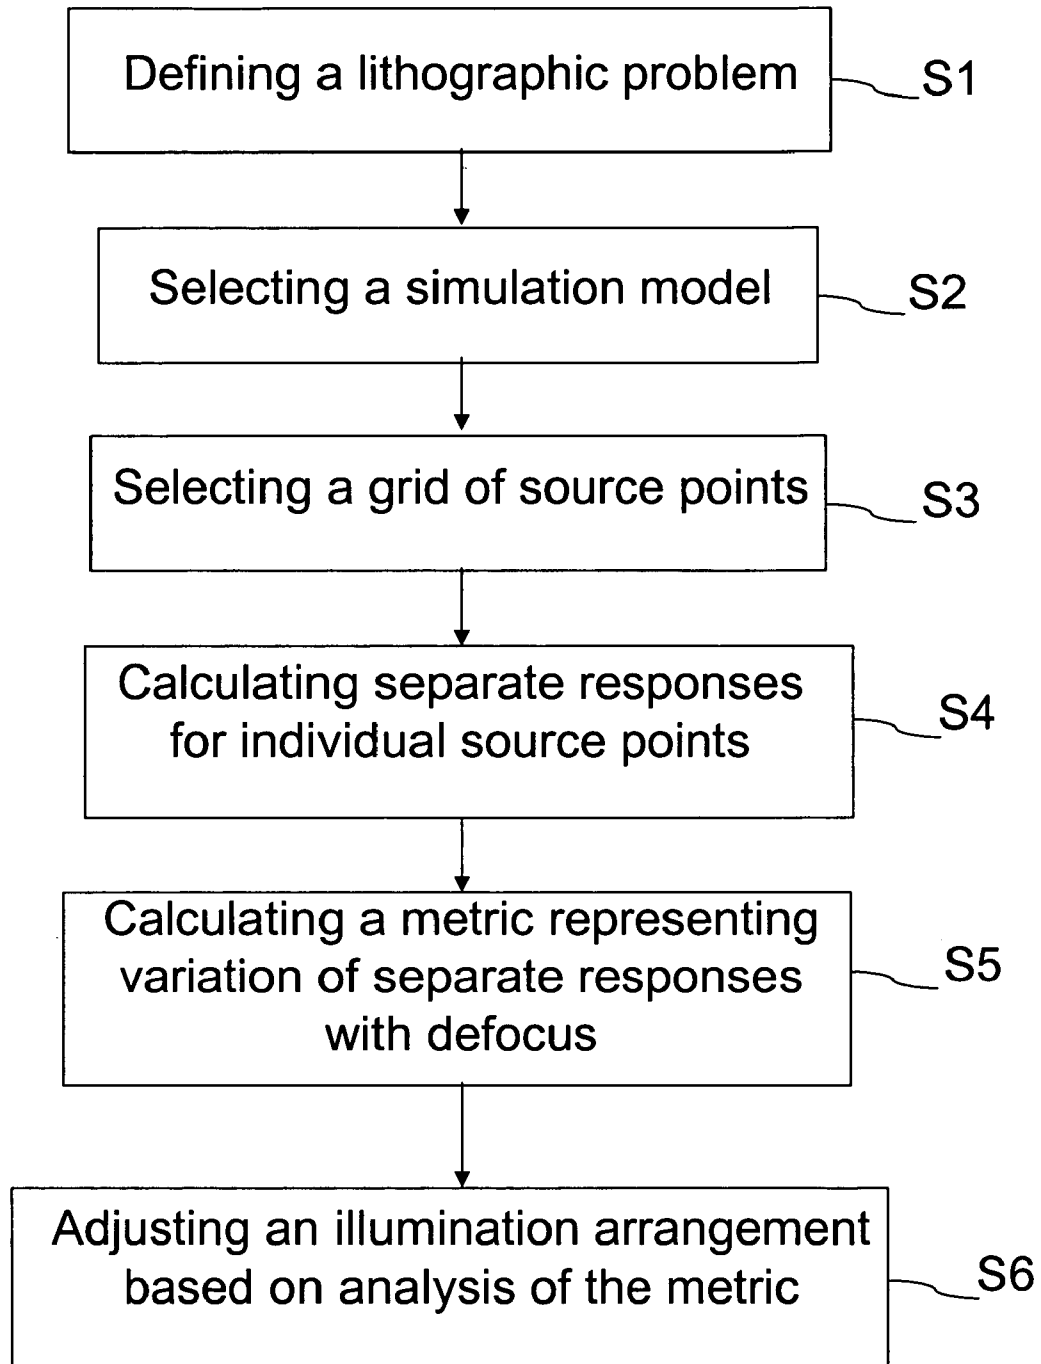 Defining a lithographic problem
S1
Selecting a simulation model
S2
Selecting a grid of source points
S3
Calculating separate responses
for individual source points
S4
Calculating a metric representing
variation of separate responses
with defocus
S5
Adjusting an illumination arrangement
based on analysis of the metric
S6